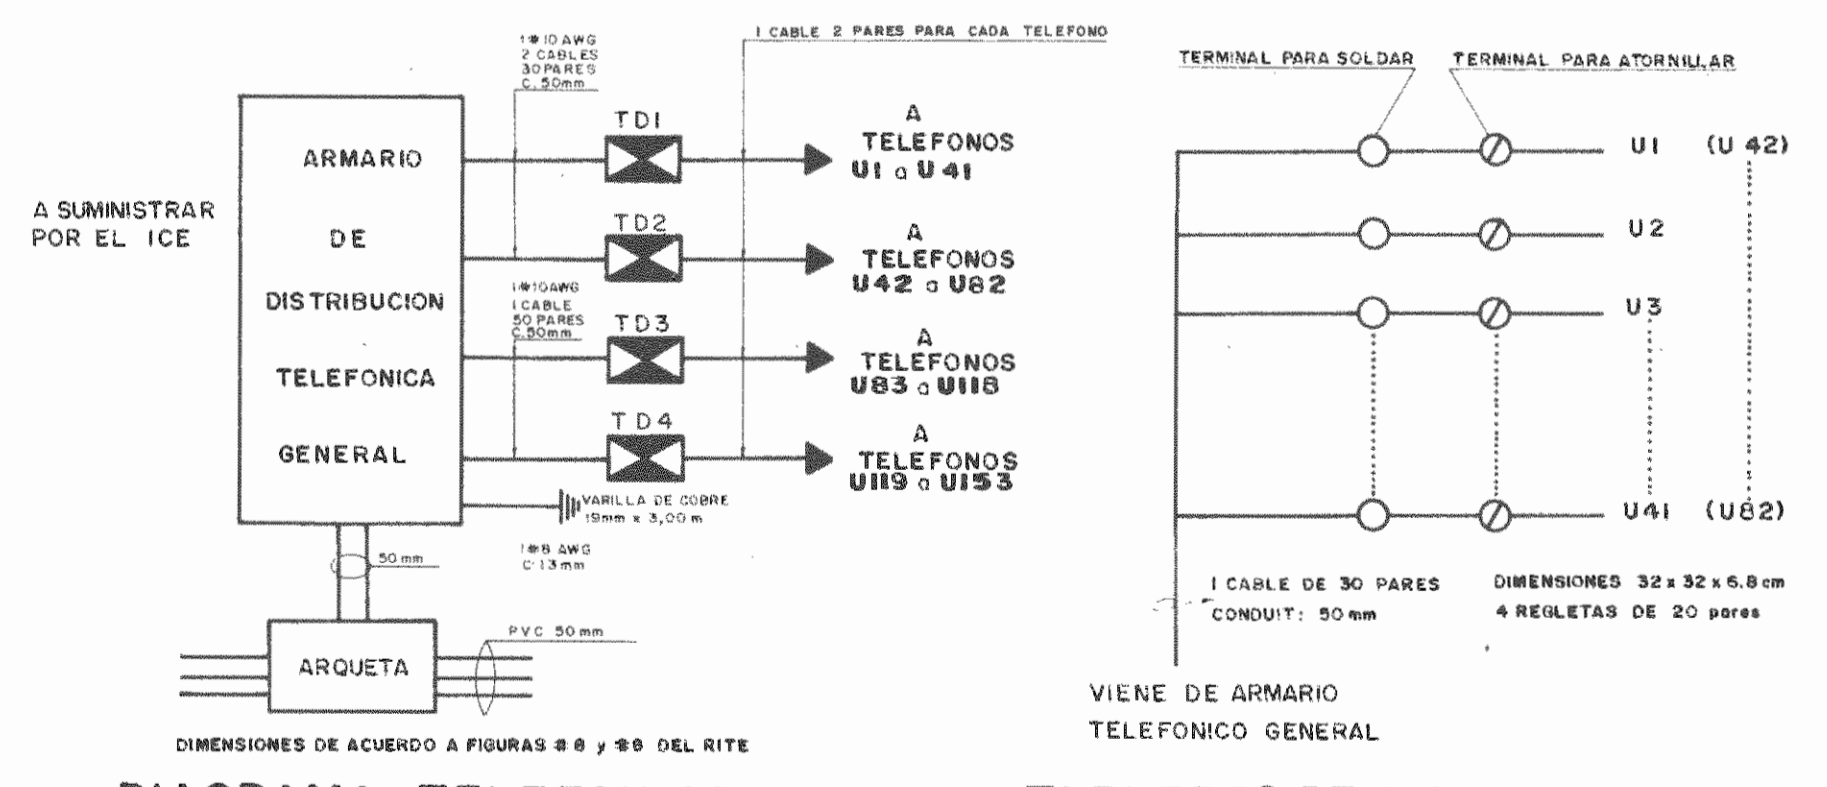 1#10 AWG
2 CABLES
30 PARES
C. 50mm
1 CABLE 2 PARES PARA CADA TELEFONO
A SUMINISTRAR
POR EL ICE
ARMARIO
DE
DISTRIBUCION
TELEFONICA
GENERAL
TD1
A
TELEFONOS
U1 a U41
TD2
A
TELEFONOS
U42 a U82
1#10AWG
1 CABLE
50 PARES
C.50mm
TD3
A
TELEFONOS
U83 a U118
TD4
A
TELEFONOS
U119 a U153
VARILLA DE COBRE
19mm x 3,00 m
1#8 AWG
C 13mm
50 mm
ARQUETA
PVC 50mm
DIMENSIONES DE ACUERDO A FIGURAS y DEL RITE
TERMINAL PARA SOLDAR
TERMINAL PARA ATORNILLAR
U1 (U 42)
U2
U3
U41 (U82)
1 CABLE DE 30 PARES
CONDUIT: 50mm
DIMENSIONES 32 x 32 x 6.8 cm
4 REGLETAS DE 20 pares
VIENE DE ARMARIO
TELEFONICO GENERAL